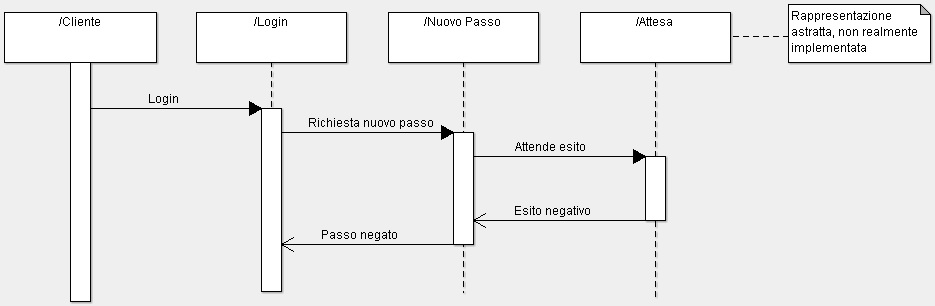 /Cliente
/Login
/Nuovo Passo
/Attesa
Rappresentazione
astratta, non realmente
implementata
Login
Richiesta nuovo passo
Attende esito
Esito negativo
Passo negato